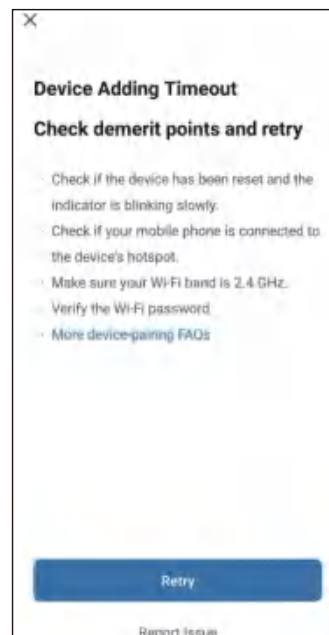 Device Adding Timeout
Check demerit points and retry
· Check if the device has been reset and the
indicator is blinking slowly.
· Check if your mobile phone is connected to
the device's hotspot.
· Make sure your Wi-Fi band is 2.4 GHz.
· Verify the Wi-Fi password
· More device-pairing FAQs
Retry
Report Issue